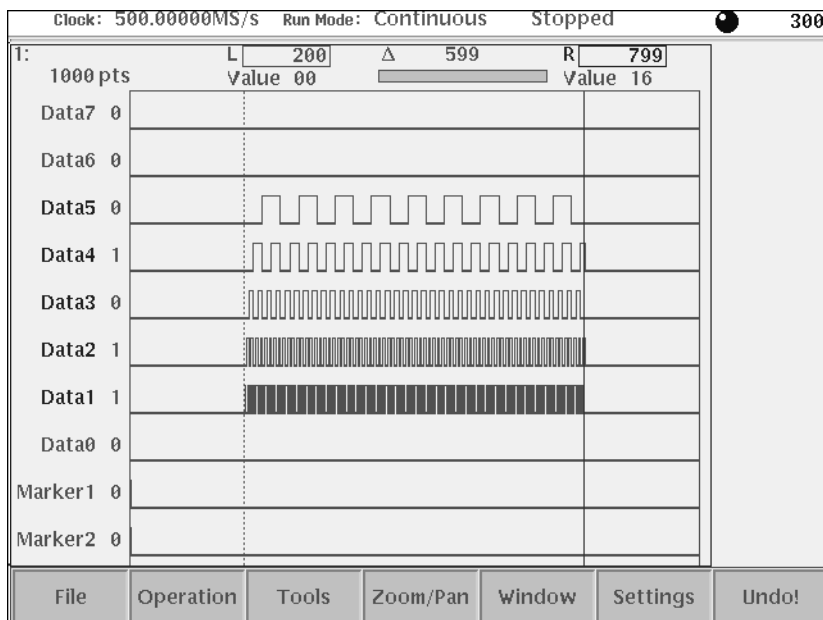 Clock: 500.00000MS/s Run Mode: Continuous Stopped 300
1: L 200 Δ 599 R 799
1000 pts Value 00 Value 16
Data7 0
Data6 0
Data5 0
Data4 1
Data3 0
Data2 1
Data1 1
Data0 0
Marker1 0
Marker2 0
File Operation Tools Zoom/Pan Window Settings Undo!